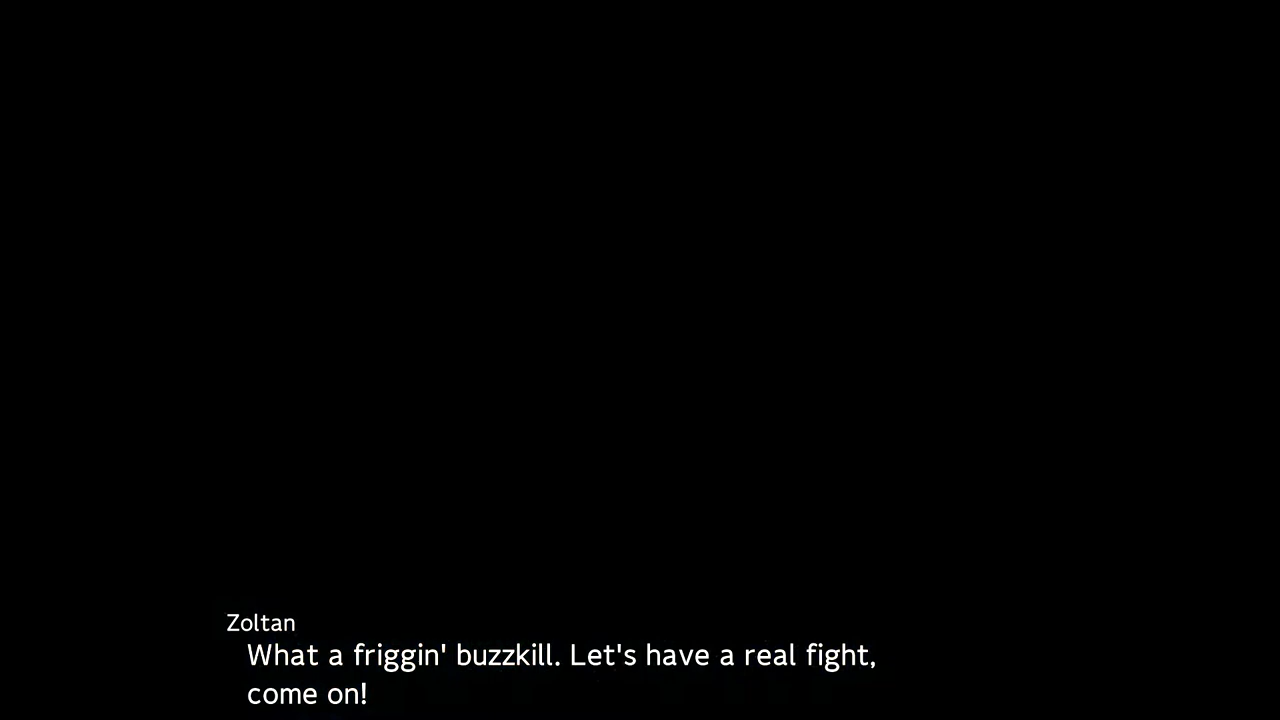 Zoltan
What a friggin' buzzkill. Let's have a real fight,
come on!